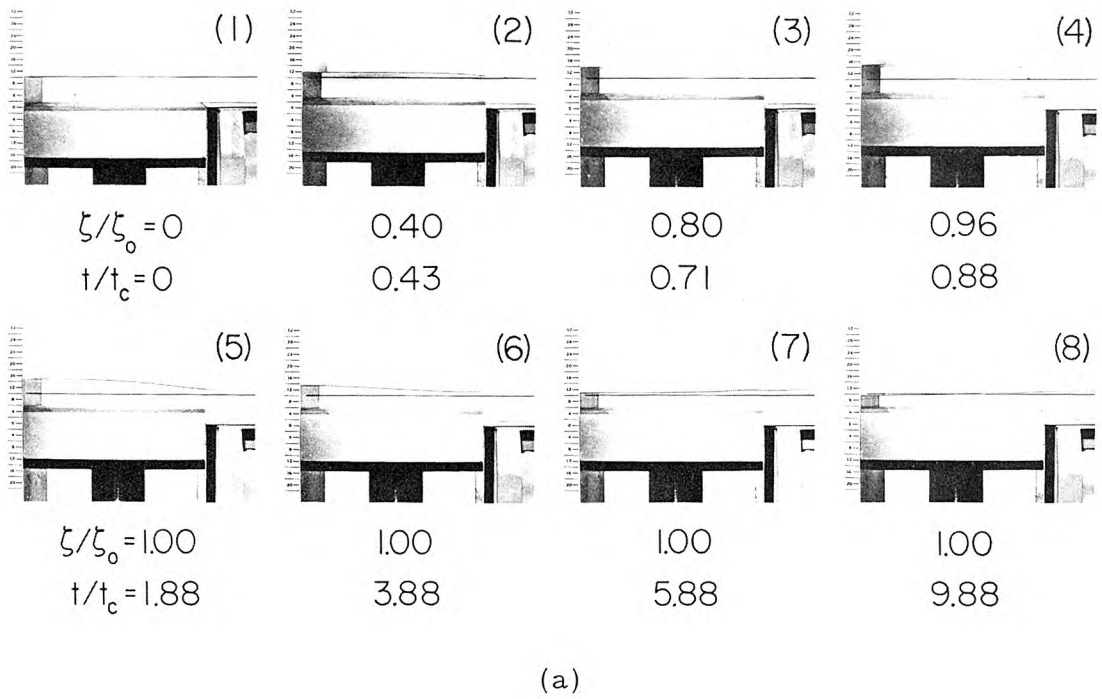 (1) (2) (3) (4)
ζ/ζ₀ = 0 0.40 0.80 0.96
t/t_c = 0 0.43 0.71 0.88
(5) (6) (7) (8)
ζ/ζ₀ = 1.00 1.00 1.00 1.00
t/t_c = 1.88 3.88 5.88 9.88
(a)